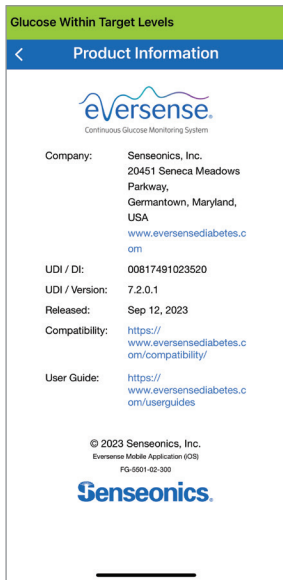 Glucose Within Target Levels
Product Information
eversense.
Continuous Glucose Monitoring System
Company: Senseonics, Inc.
20451 Seneca Meadows
Parkway,
Germantown, Maryland,
USA
www.eversensediabetes.c
om
UDI / DI: 00817491023520
UDI / Version: 7.2.0.1
Released: Sep 12, 2023
Compatibility: https://
www.eversensediabetes.c
om/compatibility/
User Guide: https://
www.eversensediabetes.c
om/userguides
© 2023 Senseonics, Inc.
Eversense Mobile Application (iOS)
FG-5501-02-300
Senseonics.